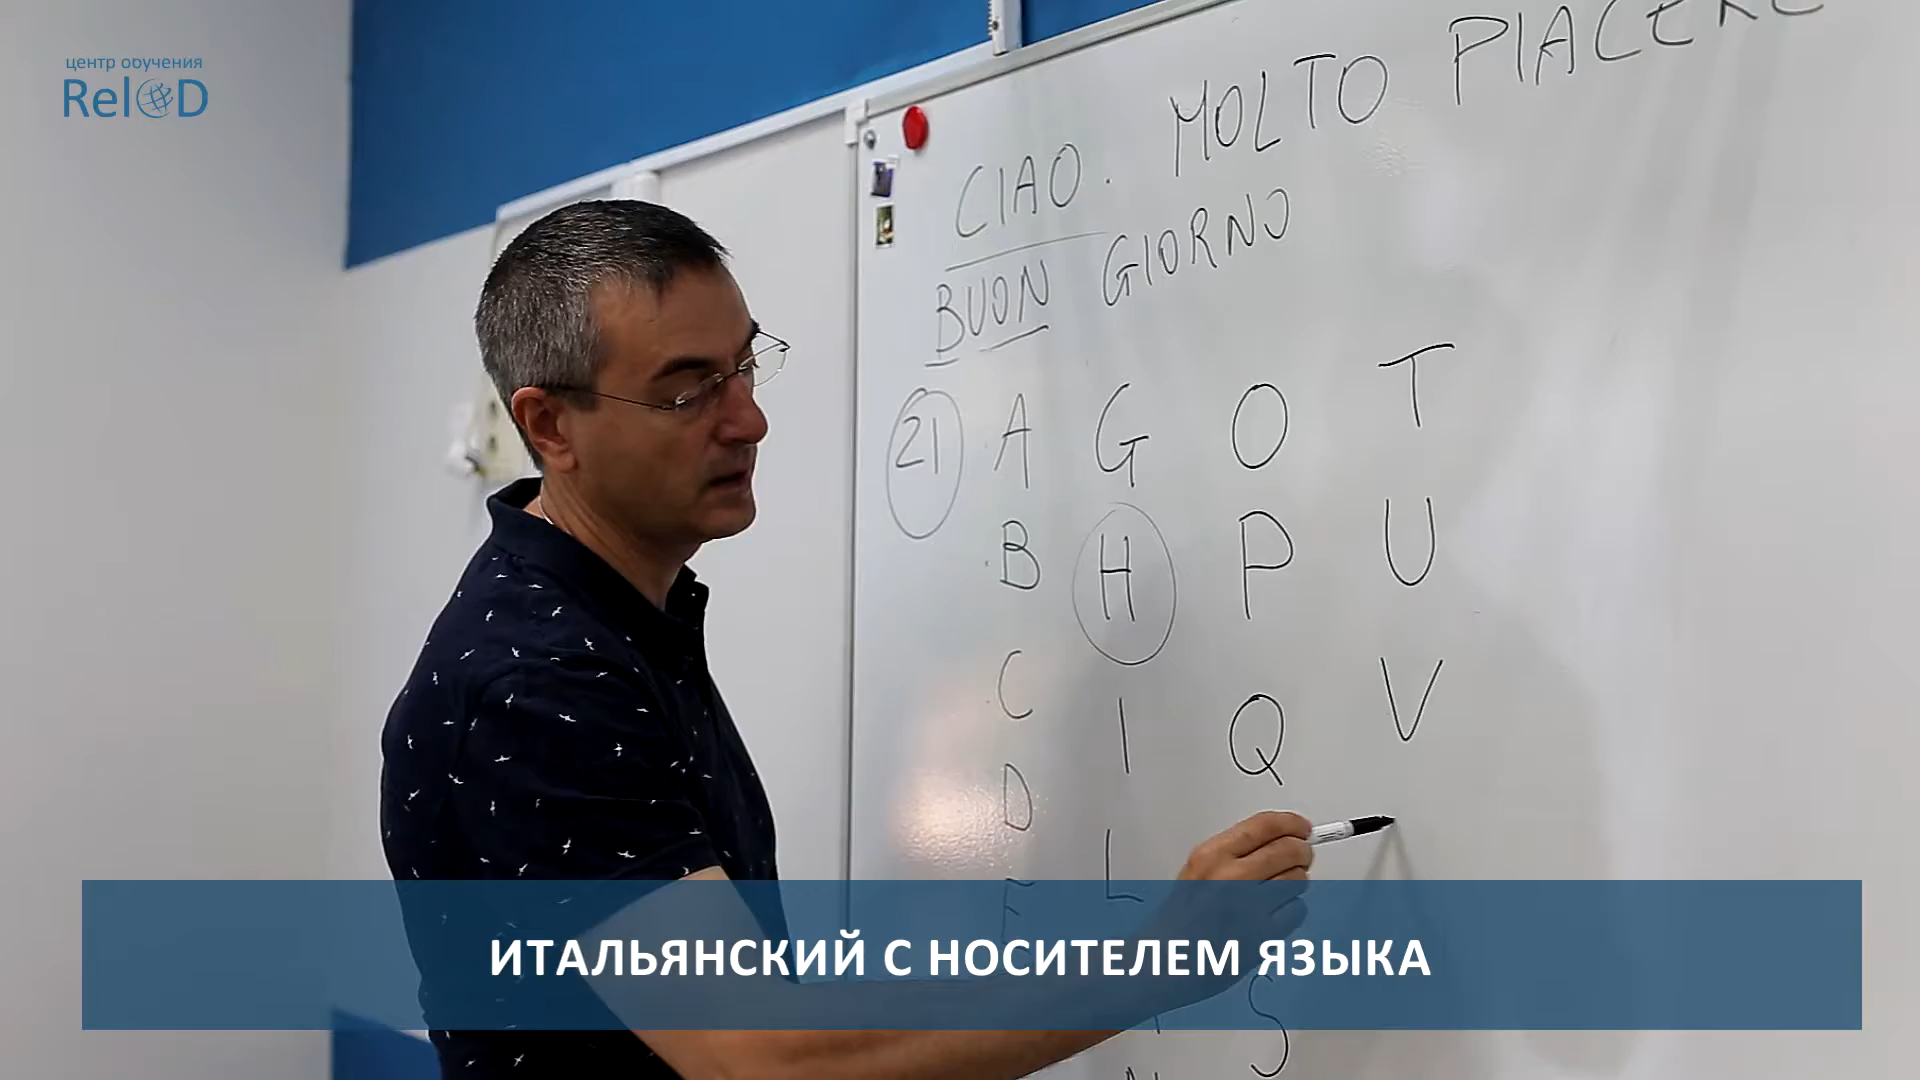 центр обучения
RelOD
CIAO. MOLTO PIACERE
BUON GIORNO
21 A G O T
B H P U
C I Q V
D L
E
S
N
ИТАЛЬЯНСКИЙ С НОСИТЕЛЕМ ЯЗЫКА